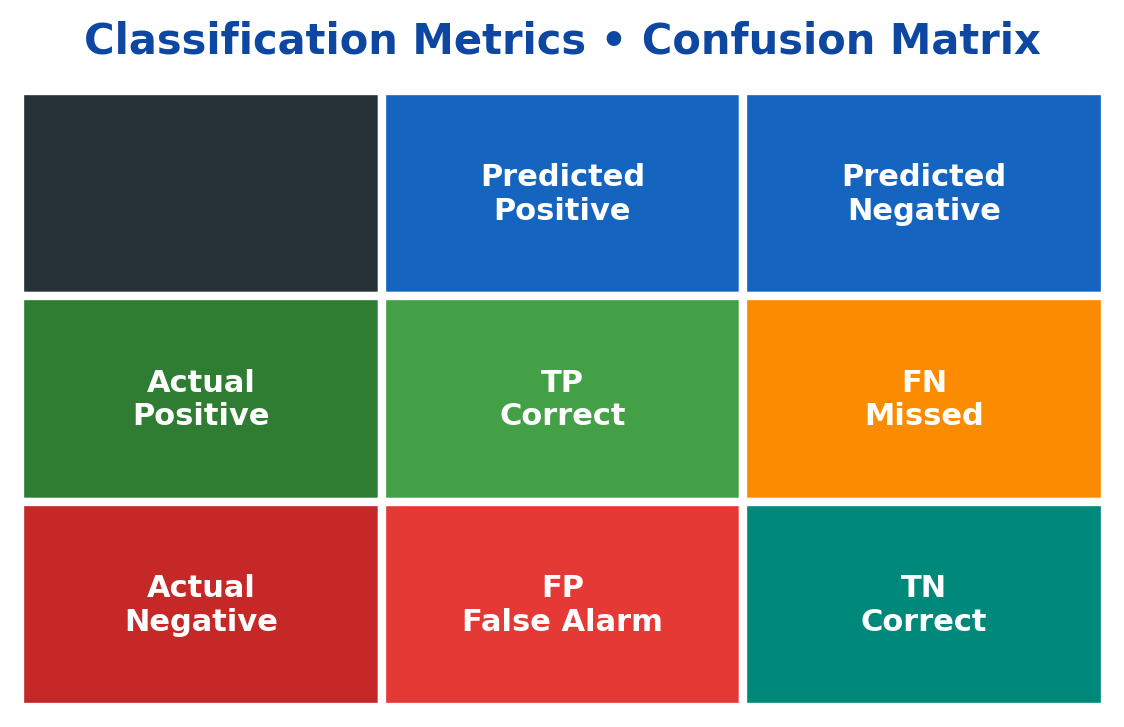 Classification Metrics • Confusion Matrix
Predicted
Positive
Predicted
Negative
Actual
Positive
TP
Correct
FN
Missed
Actual
Negative
FP
False Alarm
TN
Correct